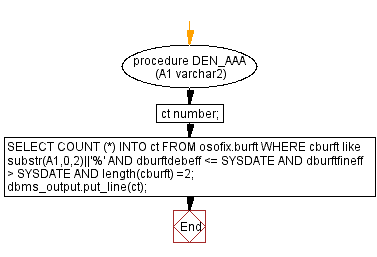 procedure DEN_AAA
(A1 varchar2)
ct number;
SELECT COUNT (*) INTO ct FROM osofix.burft WHERE cburft like
substr(A1,0,2)||'%' AND dburftdebeff <= SYSDATE AND dburftfineff
> SYSDATE AND length(cburft) =2;
dbms_output.put_line(ct);
End